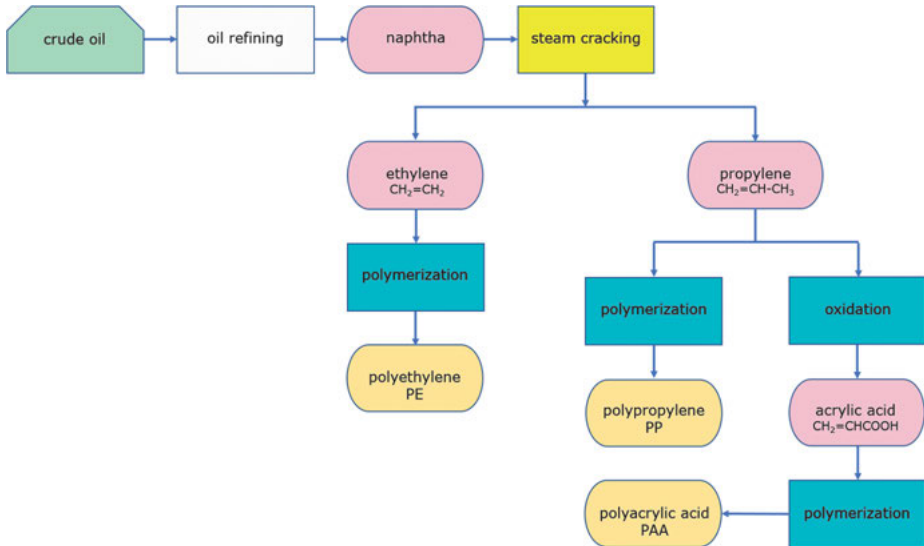 crude oil
oil refining
naphtha
steam cracking
ethylene
CH₂=CH₂
propylene
CH₂=CH-CH₃
polymerization
polymerization
oxidation
polyethylene
PE
polypropylene
PP
acrylic acid
CH₂=CHCOOH
polyacrylic acid
PAA
polymerization